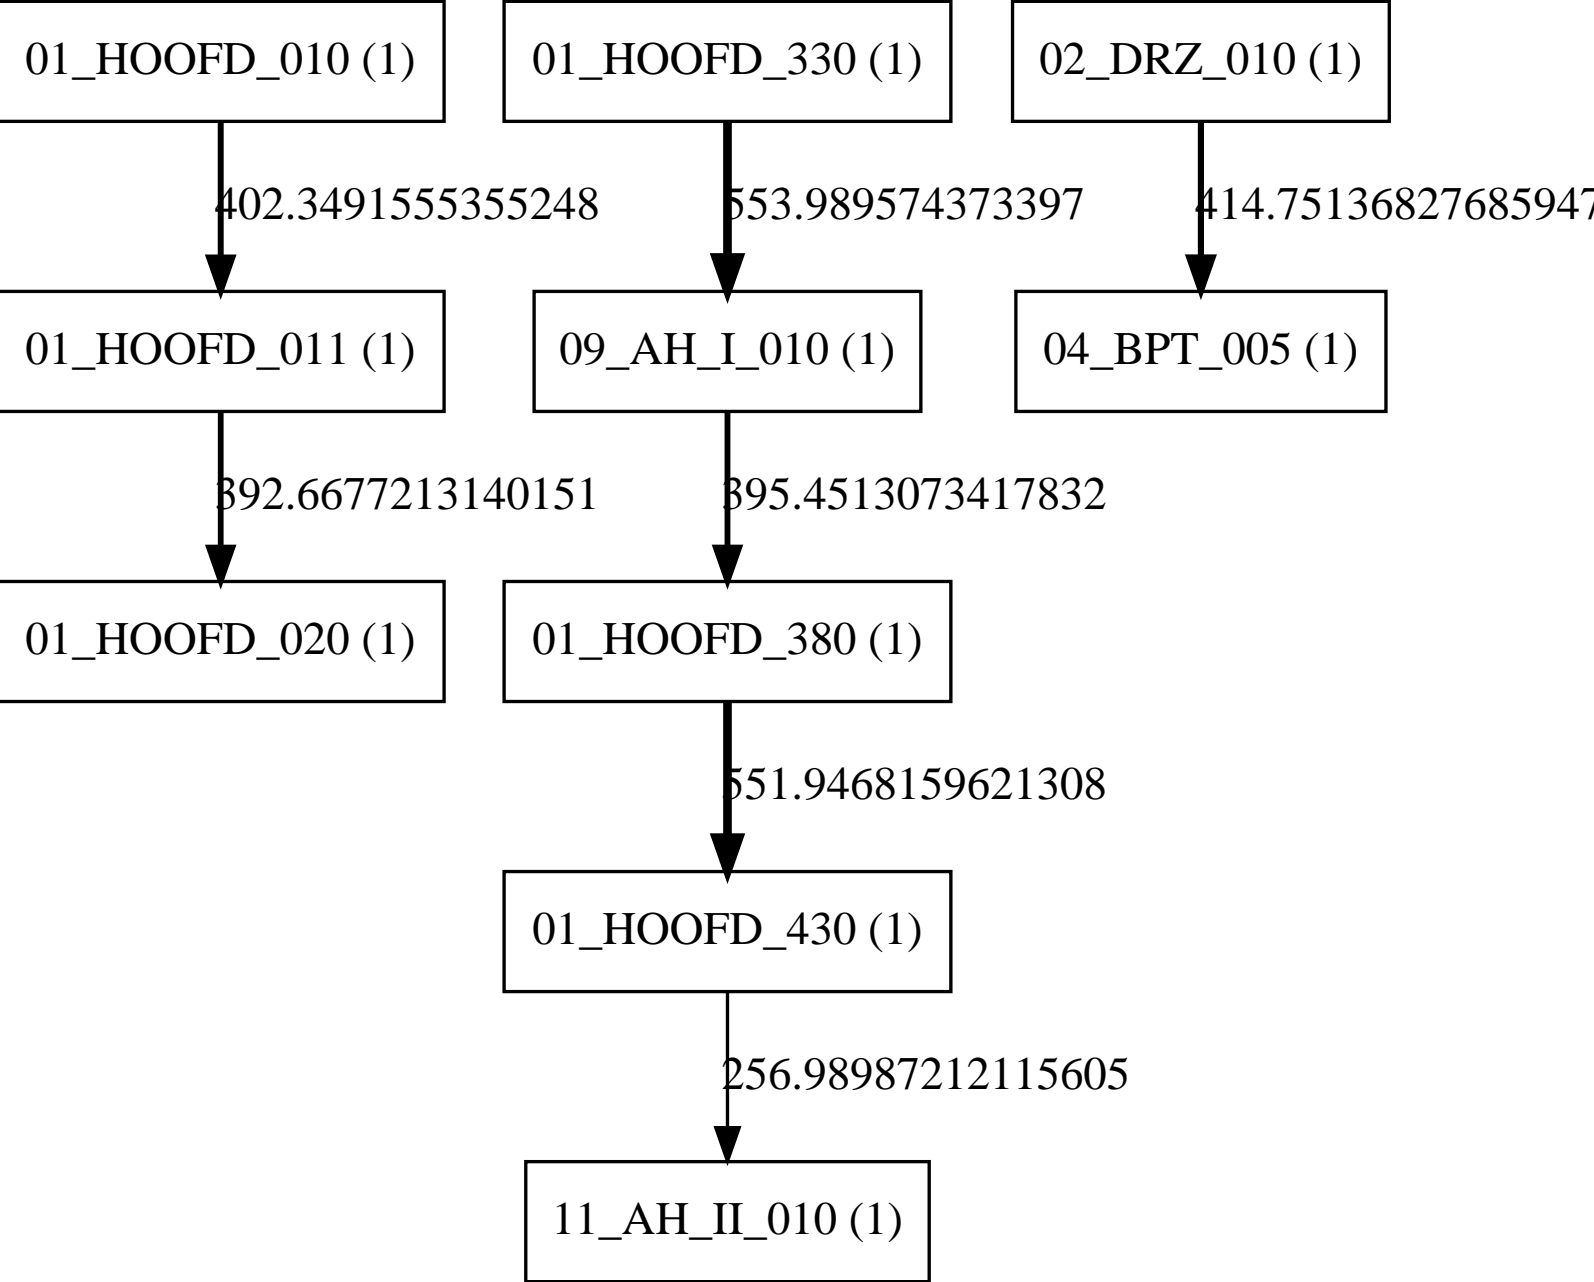 01_HOOFD_010 (1)
01_HOOFD_330 (1)
02_DRZ_010 (1)
402.3491555355248
553.989574373397
414.75136827685947
01_HOOFD_011 (1)
09_AH_I_010 (1)
04_BPT_005 (1)
392.6677213140151
395.4513073417832
01_HOOFD_020 (1)
01_HOOFD_380 (1)
551.9468159621308
01_HOOFD_430 (1)
256.98987212115605
11_AH_II_010 (1)